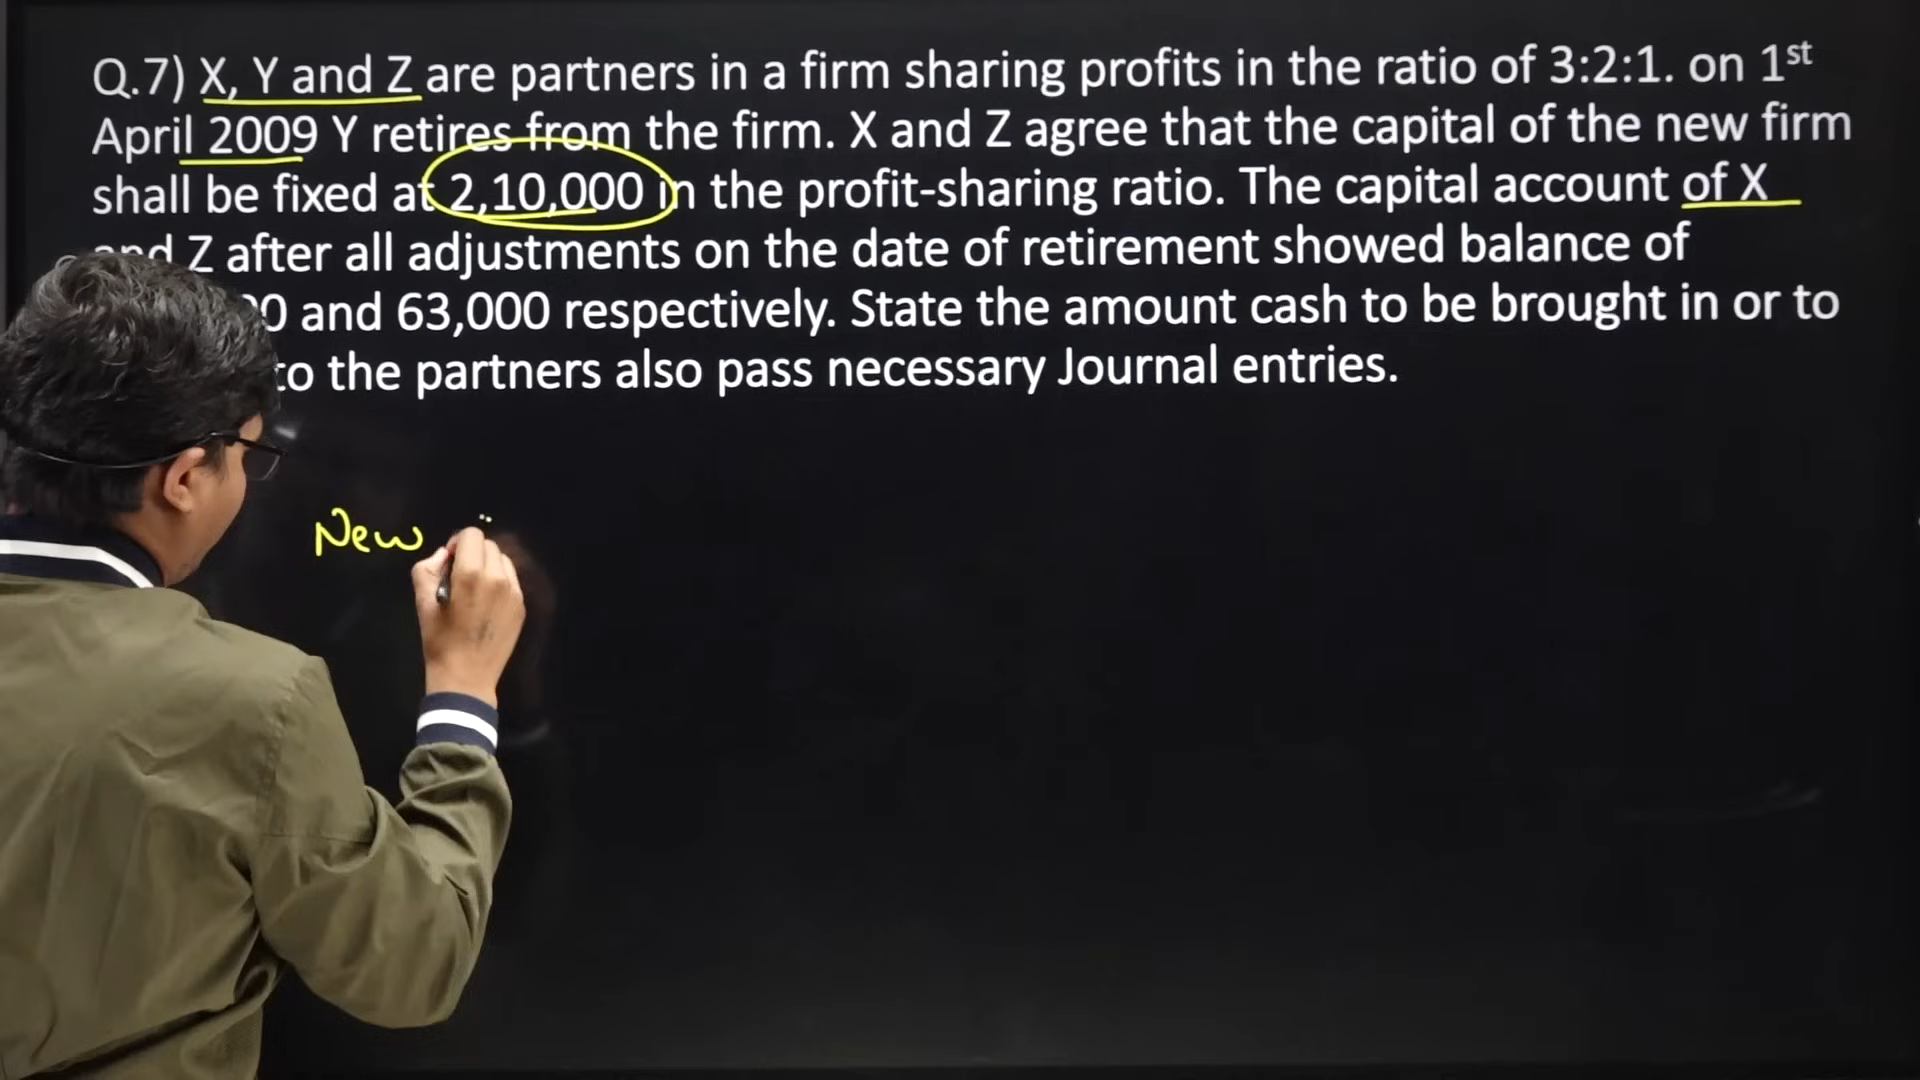 Q.7) X, Y and Z are partners in a firm sharing profits in the ratio of 3:2:1. on 1st
April 2009 Y retires from the firm. X and Z agree that the capital of the new firm
shall be fixed at 2,10,000 in the profit-sharing ratio. The capital account of X
and Z after all adjustments on the date of retirement showed balance of
and 63,000 respectively. State the amount cash to be brought in or to
to the partners also pass necessary Journal entries.
New